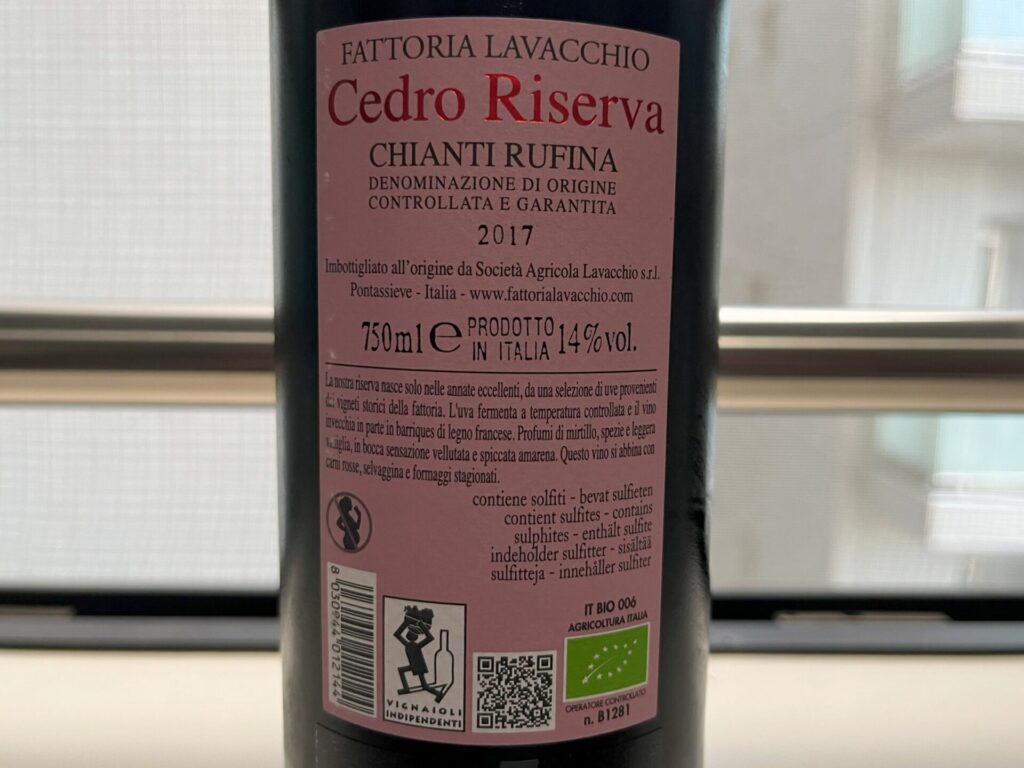 FATTORIA LAVACCHIO
Cedro Riserva
CHIANTI RUFINA
DENOMINAZIONE DI ORIGINE
CONTROLLATA E GARANTITA
2017
Imbottigliato all'origine da Società Agricola Lavacchio s.r.l.
Pontassieve - Italia - www.fattorialavacchio.com
750ml e PRODOTTO IN ITALIA 14%vol.
La nostra riserva nasce solo nelle annate eccellenti, da una selezione di uve provenienti
dai vigneti storici della fattoria. L'uva fermenta a temperatura controllata e il vino
invecchia in parte in barriques di legno francese. Profumi di mirtillo, spezie e leggera
vaniglia, in bocca sensazione vellutata e spiccata amarena. Questo vino si abbina con
carni rosse, selvaggina e formaggi stagionati.
contiene solfiti - bevat sulfieten
contient sulfites - contains
sulphites - enthält sulfite
indeholder sulfitter - sisältää
sulfitteja - innehåller sulfiter
8 030944 012144
VIGNAIOLI
INDIPENDENTI
IT BIO 006
AGRICOLTURA ITALIA
OPERATORE CONTROLLATO
n. B1281